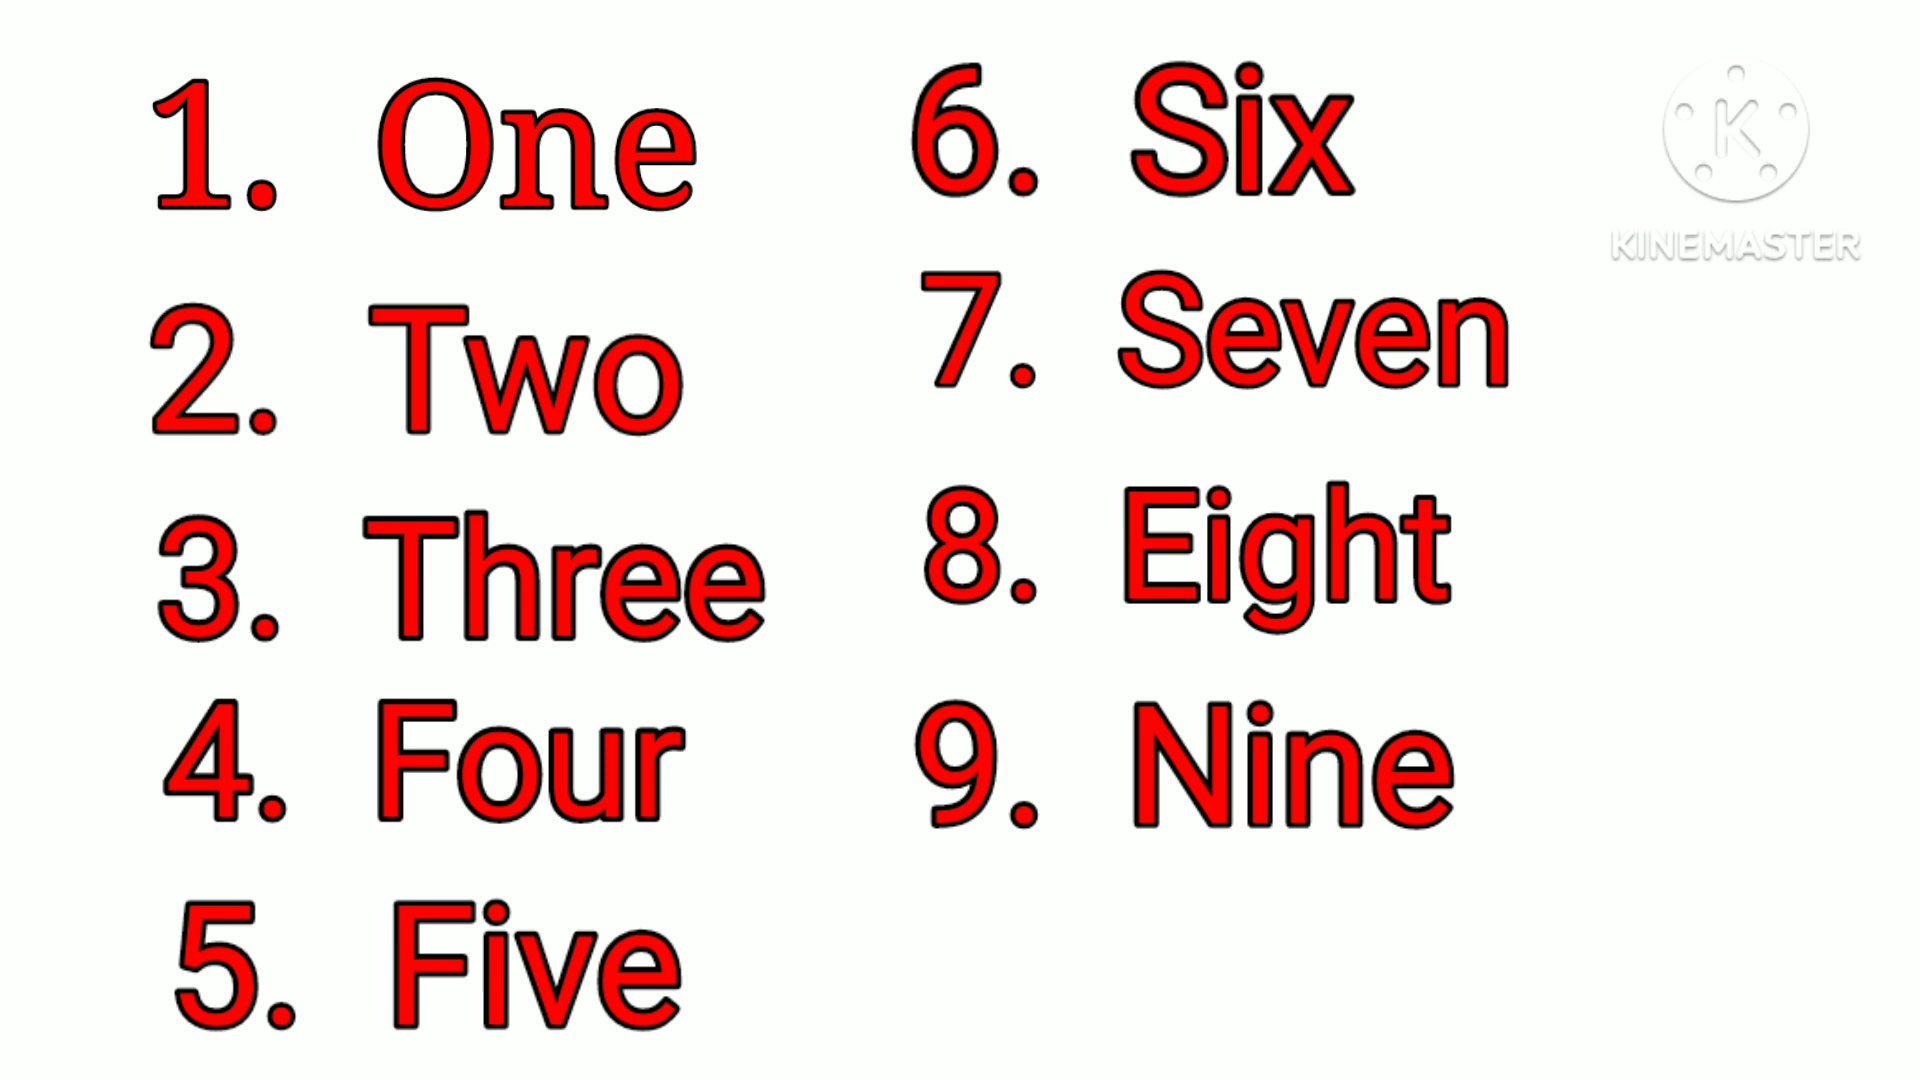 1. One
2. Two
3. Three
4. Four
5. Five
6. Six
7. Seven
8. Eight
9. Nine
K
KINEMASTER